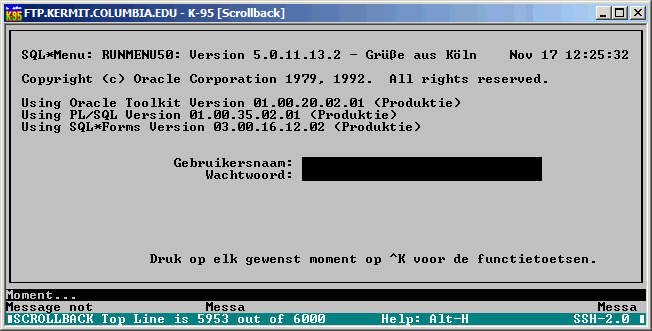 K-95 FTP.KERMIT.COLUMBIA.EDU - K-95 [Scrollback]
SQL*Menu: RUNMENU50: Version 5.0.11.13.2 - Grüße aus Köln Nov 17 12:25:32
Copyright (c) Oracle Corporation 1979, 1992. All rights reserved.
Using Oracle Toolkit Version 01.00.20.02.01 (Produktie)
Using PL/SQL Version 01.00.35.02.01 (Produktie)
Using SQL*Forms Version 03.00.16.12.02 (Produktie)
Gebruikersnaam:
Wachtwoord :
Druk op elk gewenst moment op ^K voor de functietoetsen.
Moment...
Message not Messa Messa
SCROLLBACK Top Line is 5953 out of 6000 Help: Alt-H SSH-2.0